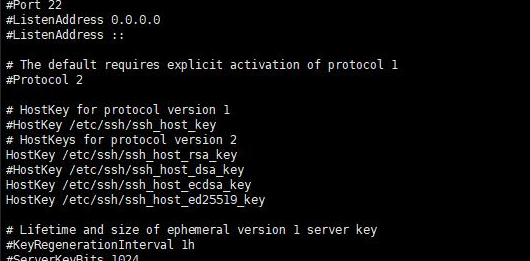 #Port 22
#ListenAddress 0.0.0.0
#ListenAddress ::
# The default requires explicit activation of protocol 1
#Protocol 2
# HostKey for protocol version 1
#HostKey /etc/ssh/ssh_host_key
# HostKeys for protocol version 2
HostKey /etc/ssh/ssh_host_rsa_key
#HostKey /etc/ssh/ssh_host_dsa_key
HostKey /etc/ssh/ssh_host_ecdsa_key
HostKey /etc/ssh/ssh_host_ed25519_key
# Lifetime and size of ephemeral version 1 server key
#KeyRegenerationInterval 1h
#ServerKeyBits 1024